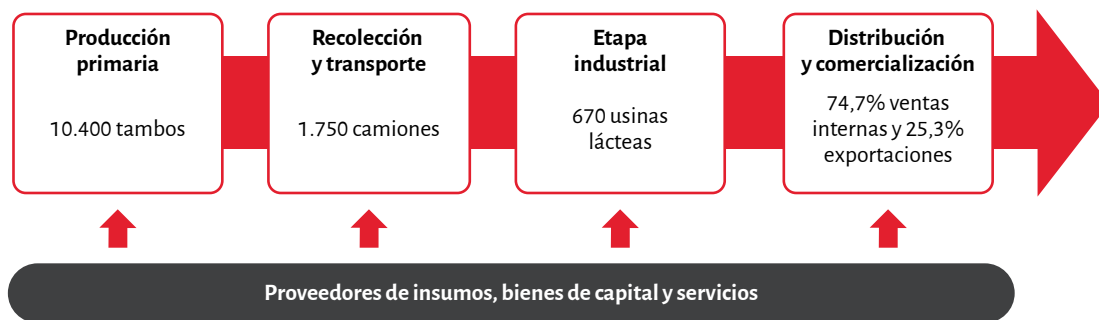 Producción
primaria
10.400 tambos
Recolección
y transporte
1.750 camiones
Etapa
industrial
670 usinas
lácteas
Distribución
y comercialización
74,7% ventas
internas y 25,3%
exportaciones
Proveedores de insumos, bienes de capital y servicios